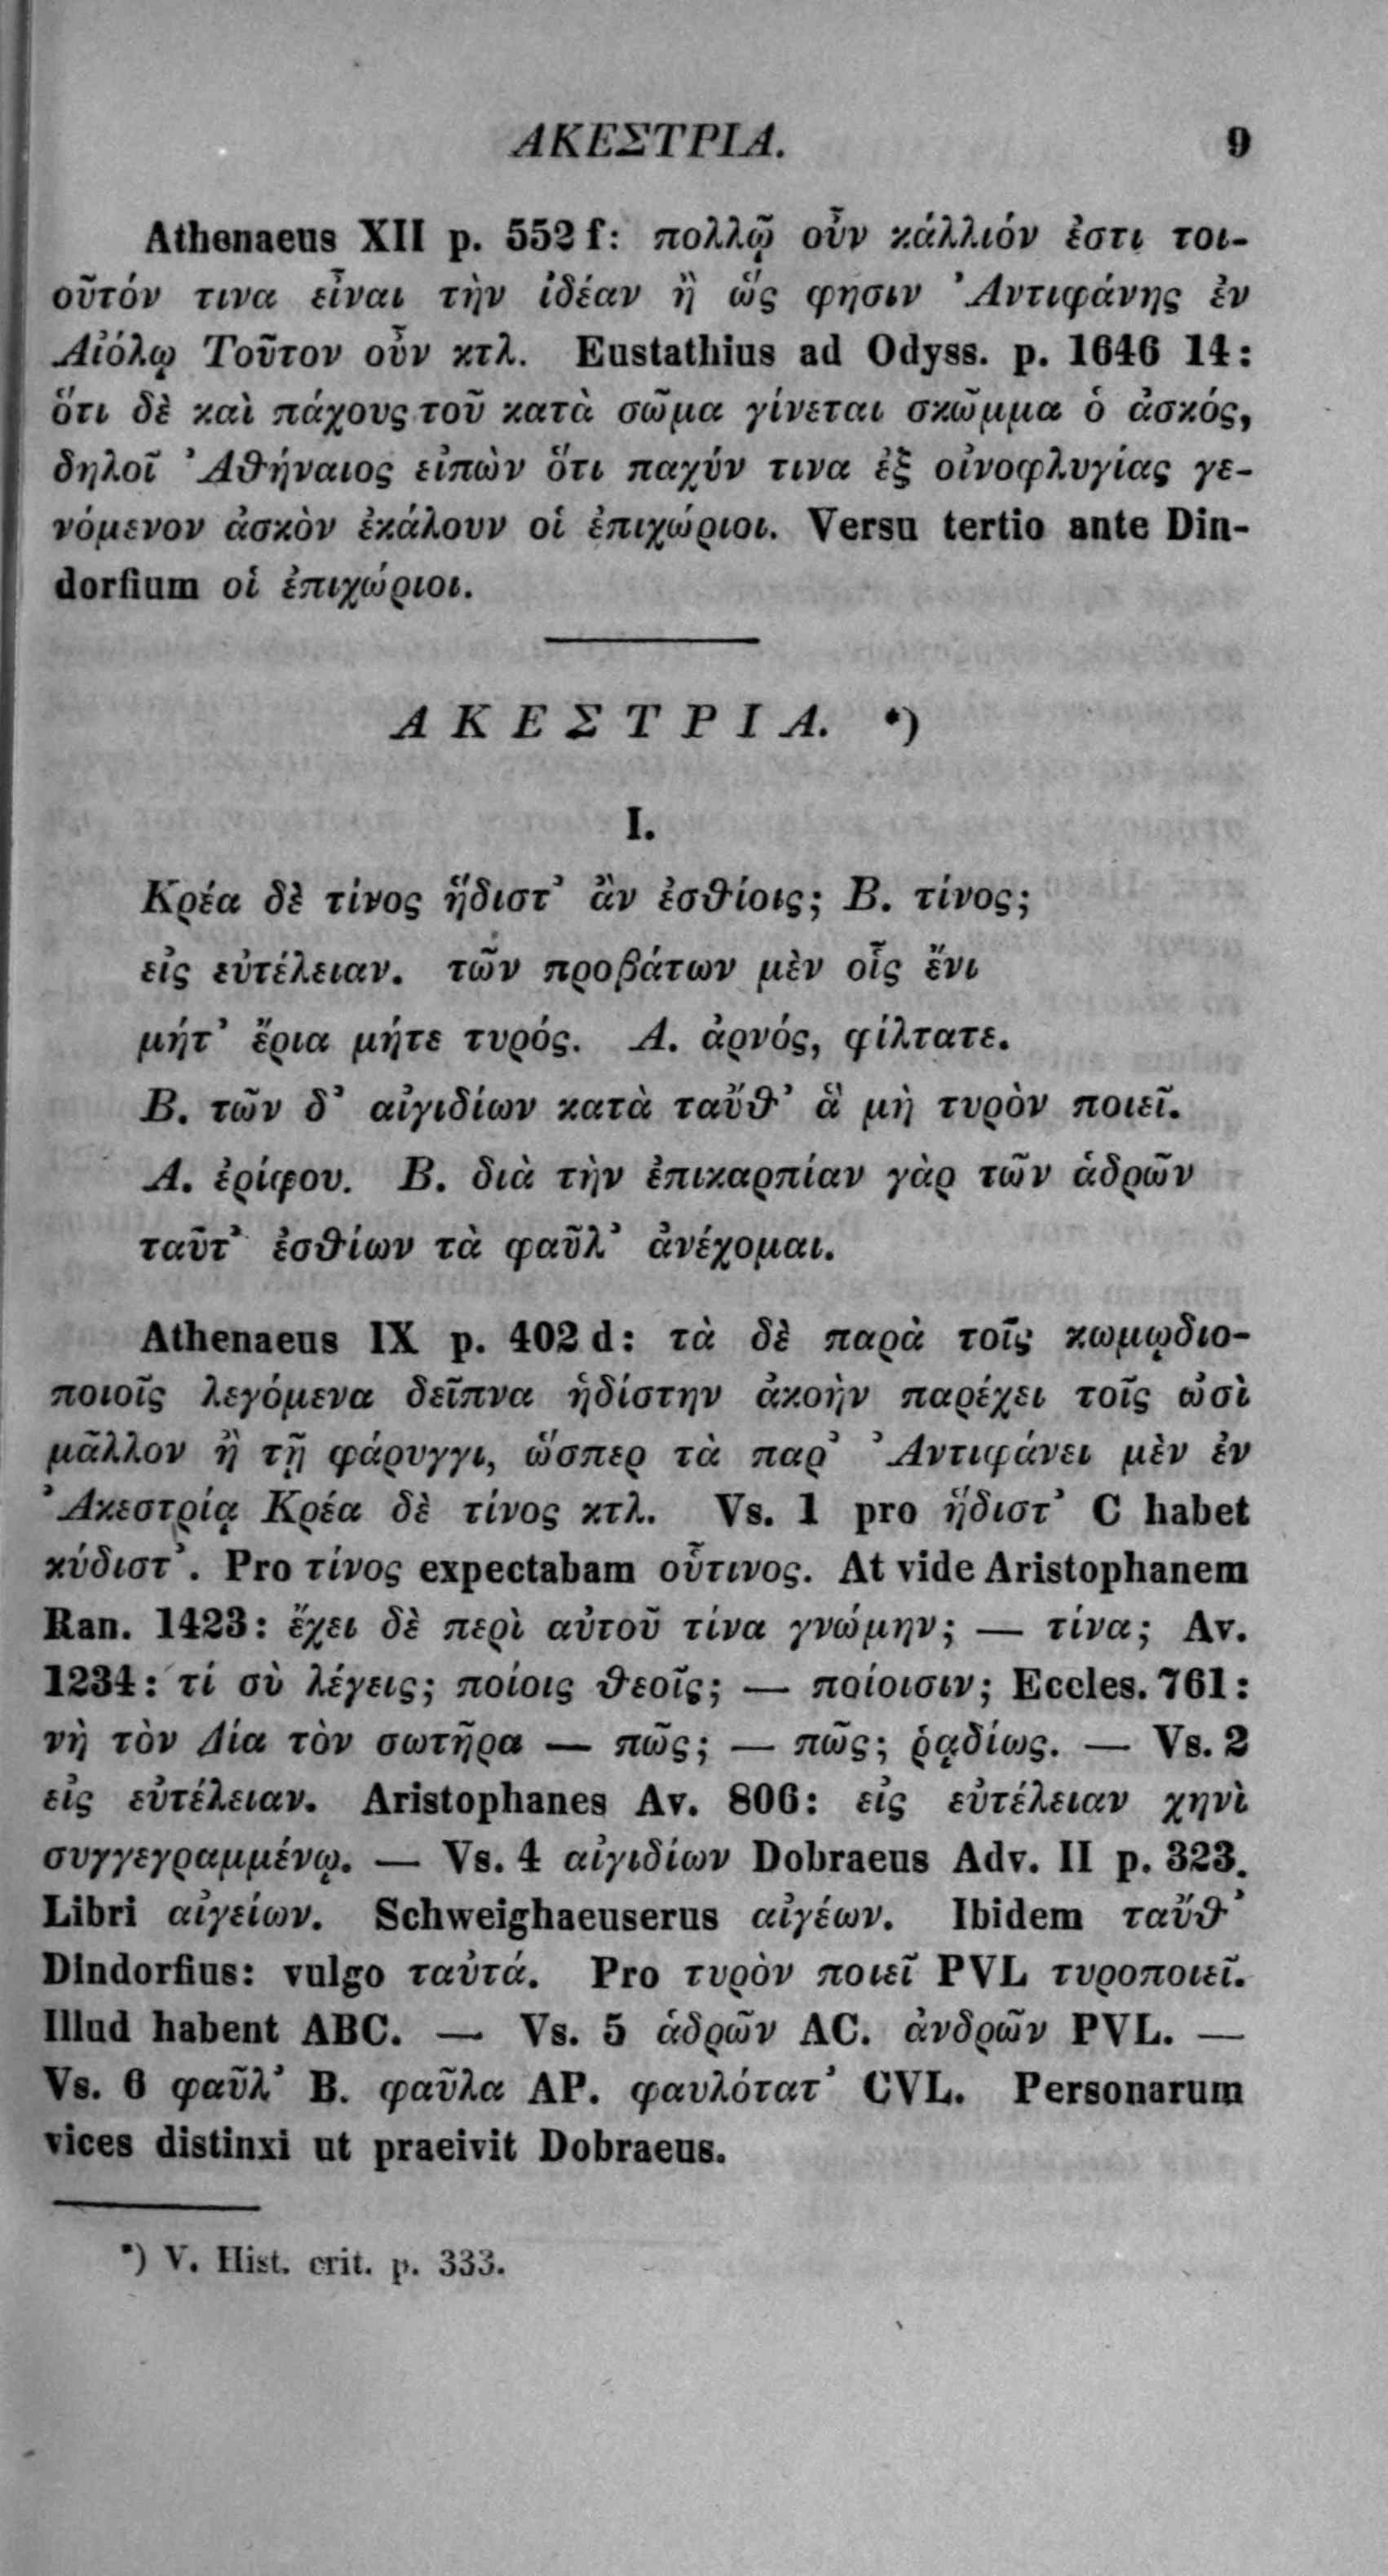 ΑΚΕΣΤΡΙΑ. 9
Athenaeus XII p. 552 f: πολλῷ οὖν κάλλιόν ἐστι τοι-
οῦτόν τινα εἶναι τὴν ἰδέαν ἢ ὥς φησιν Ἀντιφάνης ἐν
Αἰόλῳ Τοῦτον οὖν κτλ. Eustathius ad Odyss. p. 1646 14:
ὅτι δὲ καὶ πάχους τοῦ κατὰ σῶμα γίνεται σκῶμμα ὁ ἀσκός,
δηλοῖ Ἀθήναιος εἰπὼν ὅτι παχύν τινα ἐξ οἰνοφλυγίας γε-
νόμενον ἀσκὸν ἐκάλουν οἱ ἐπιχώριοι. Versu tertio ante Din-
dorfium οἱ ἐπιχώριοι.
ΑΚΕΣΤΡΙΑ. *)
I.
Κρέα δὲ τίνος ἥδιστ᾽ ἂν ἐσθίοις; Β. τίνος;
εἰς εὐτέλειαν. τῶν προβάτων μὲν οἷς ἔνι
μήτ᾽ ἔρια μήτε τυρός. Α. ἀρνός, φίλτατε.
Β. τῶν δ᾽ αἰγιδίων κατὰ ταὔθ᾽ ἃ μὴ τυρὸν ποιεῖ.
Α. ἐρίφου. Β. διὰ τὴν ἐπικαρπίαν γὰρ τῶν ἁδρῶν
ταῦτ᾽ ἐσθίων τὰ φαῦλ᾽ ἀνέχομαι.
Athenaeus IX p. 402 d: τὰ δὲ παρὰ τοῖς κωμῳδιο-
ποιοῖς λεγόμενα δεῖπνα ἡδίστην ἀκοὴν παρέχει τοῖς ὠσὶ
μᾶλλον ἢ τῇ φάρυγγι, ὥσπερ τὰ παρ᾽ Ἀντιφάνει μὲν ἐν
Ἀκεστρίᾳ Κρέα δὲ τίνος κτλ. Vs. 1 pro ἥδιστ᾽ C habet
κύδιστ᾽. Pro τίνος expectabam οὗτινος. At vide Aristophanem
Ran. 1423: ἔχει δὲ περὶ αὐτοῦ τίνα γνώμην; — τίνα; Av.
1234: τί σὺ λέγεις; ποίοις θεοῖς; — ποίοισιν; Eccles. 761:
νὴ τὸν Δία τὸν σωτῆρα — πῶς; — πῶς; ῥᾳδίως. — Vs. 2
εἰς εὐτέλειαν. Aristophanes Av. 806: εἰς εὐτέλειαν χηνὶ
συγγεγραμμένῳ. — Vs. 4 αἰγιδίων Dobraeus Adv. II p. 323.
Libri αἰγείων. Schweighaeuserus αἰγέων. Ibidem ταὔθ᾽
Dindorfius: vulgo ταὐτά. Pro τυρὸν ποιεῖ PVL τυροποιεῖ.
Illud habent ABC. — Vs. 5 ἁδρῶν AC. ἀνδρῶν PVL. —
Vs. 6 φαῦλ᾽ B. φαῦλα AP. φαυλότατ᾽ CVL. Personarum
vices distinxi ut praeivit Dobraeus.
*) V. Hist. crit. p. 333.